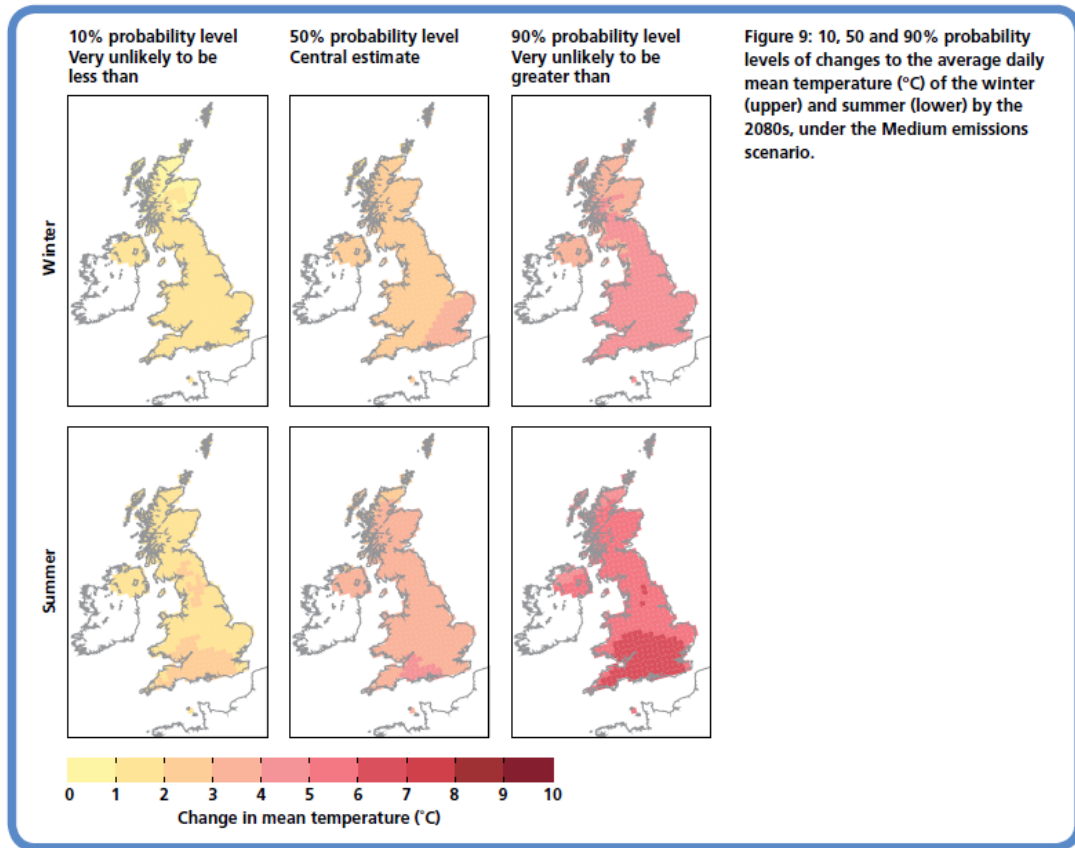 10% probability level
Very unlikely to be
less than
50% probability level
Central estimate
90% probability level
Very unlikely to be
greater than
Figure 9: 10, 50 and 90% probability
levels of changes to the average daily
mean temperature (ºC) of the winter
(upper) and summer (lower) by the
2080s, under the Medium emissions
scenario.
Winter
Summer
0 1 2 3 4 5 6 7 8 9 10
Change in mean temperature (˚C)